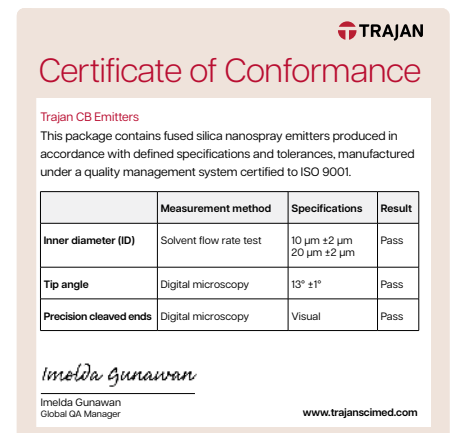 TRAJAN
Certificate of Conformance
Trajan CB Emitters
This package contains fused silica nanospray emitters produced in
accordance with defined specifications and tolerances, manufactured
under a quality management system certified to ISO 9001.
Measurement method Specifications Result
Inner diameter (ID) Solvent flow rate test 10 µm ±2 µm Pass
20 µm ±2 µm
Tip angle Digital microscopy 13° ±1° Pass
Precision cleaved ends Digital microscopy Visual Pass
Imelda Gunawan
Imelda Gunawan
Global QA Manager www.trajanscimed.com